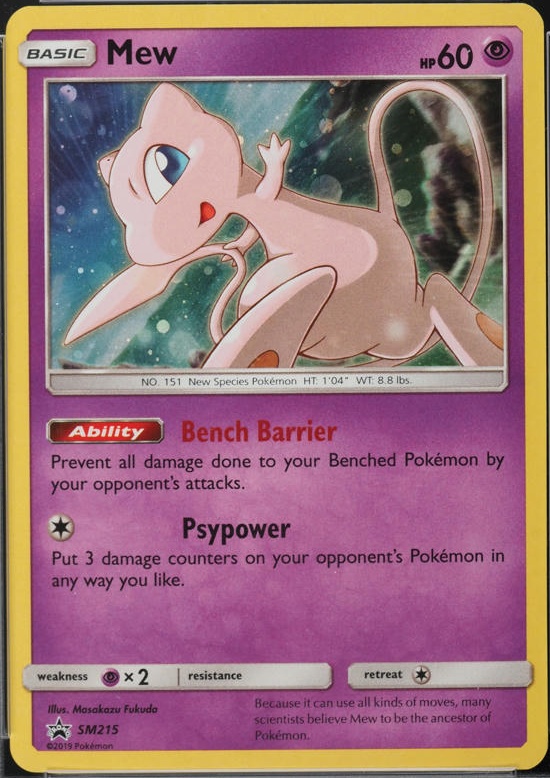 BASIC Mew HP60
NO. 151 New Species Pokémon HT: 1'04" WT: 8.8 lbs.
Ability Bench Barrier
Prevent all damage done to your Benched Pokémon by
your opponent's attacks.
Psypower
Put 3 damage counters on your opponent's Pokémon in
any way you like.
weakness ×2 resistance retreat
Illus. Masakazu Fukuda
SM215
©2019 Pokémon
Because it can use all kinds of moves, many
scientists believe Mew to be the ancestor of
Pokémon.